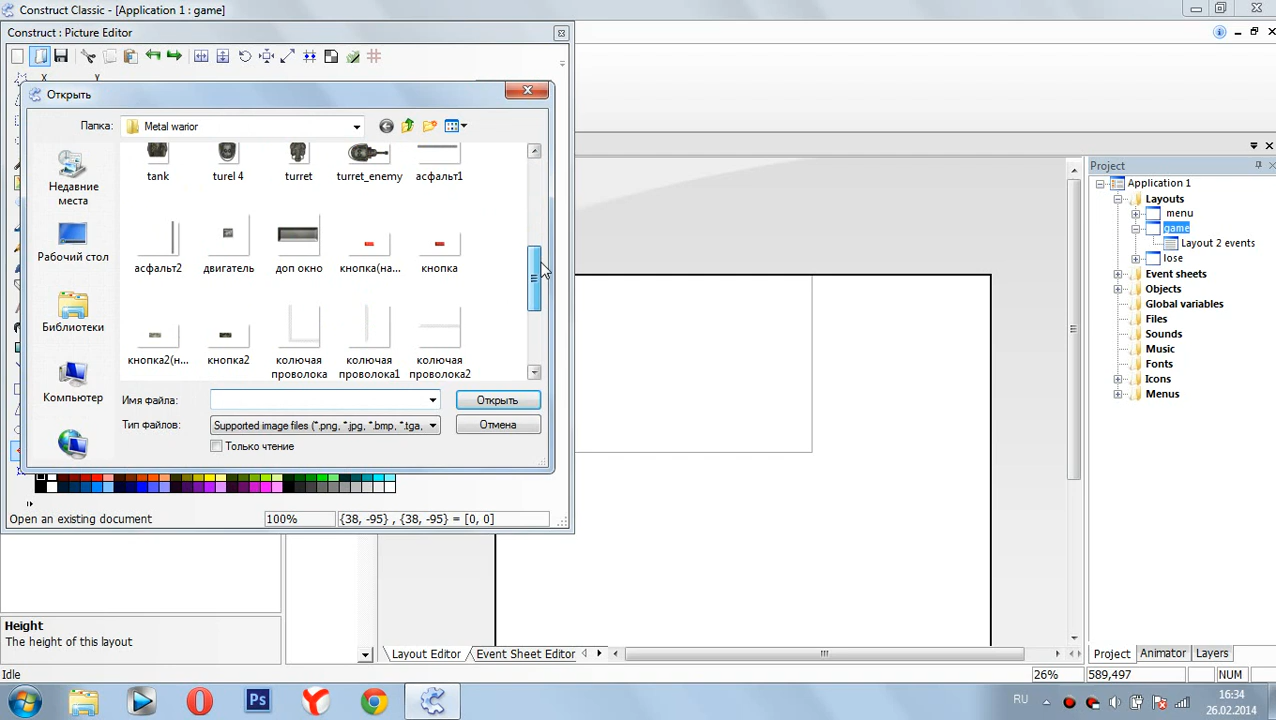 Construct Classic - [Application 1 : game]
Construct : Picture Editor
X Y
Открыть
Папка: Metal warior
Недавние места
Рабочий стол
Библиотеки
Компьютер
tank turel 4 turret turret_enemy асфальт1
асфальт2 двигатель доп окно кнопка(на... кнопка
кнопка2(н... кнопка2 колючая проволока колючая проволока1 колючая проволока2
Имя файла: Открыть
Тип файлов: Supported image files (*.png, *.jpg, *.bmp, *.tga, Отмена
Только чтение
Open an existing document 100% {38, -95} , {38, -95} = [0, 0]
Project
Application 1
Layouts
menu
game
Layout 2 events
lose
Event sheets
Objects
Global variables
Files
Sounds
Music
Fonts
Icons
Menus
Height
The height of this layout
Layout Editor Event Sheet Editor
Project Animator Layers
Idle 26% 589,497 NUM
Ps
RU 16:34
26.02.2014